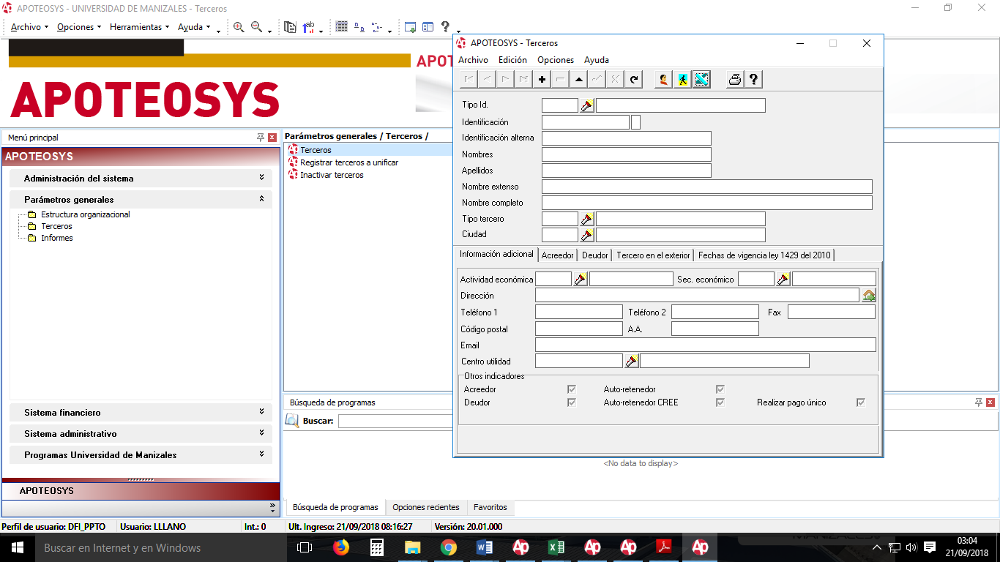 APOTEOSYS - UNIVERSIDAD DE MANIZALES - Terceros
Archivo Opciones Herramientas Ayuda
APOTEOSYS
APOT
Menú principal
APOTEOSYS
Administración del sistema
Parámetros generales
Estructura organizacional
Terceros
Informes
Sistema financiero
Sistema administrativo
Programas Universidad de Manizales
APOTEOSYS
Parámetros generales / Terceros /
Terceros
Registrar terceros a unificar
Inactivar terceros
Búsqueda de programas
Buscar:
<No data to display>
Búsqueda de programas Opciones recientes Favoritos
APOTEOSYS - Terceros
Archivo Edición Opciones Ayuda
Tipo Id.
Identificación
Identificación alterna
Nombres
Apellidos
Nombre extenso
Nombre completo
Tipo tercero
Ciudad
Información adicional Acreedor Deudor Tercero en el exterior Fechas de vigencia ley 1429 del 2010
Actividad económica Sec. económico
Dirección
Teléfono 1 Teléfono 2 Fax
Código postal A.A.
Email
Centro utilidad
Otros indicadores
Acreedor Auto-retenedor
Deudor Auto-retenedor CREE Realizar pago único
Perfil de usuario: DFI_PPTO Usuario: LLLANO Int.: 0 Ult. Ingreso: 21/09/2018 08:16:27 Versión: 20.01.000
Buscar en Internet y en Windows
MANIZALES
03:04
21/09/2018